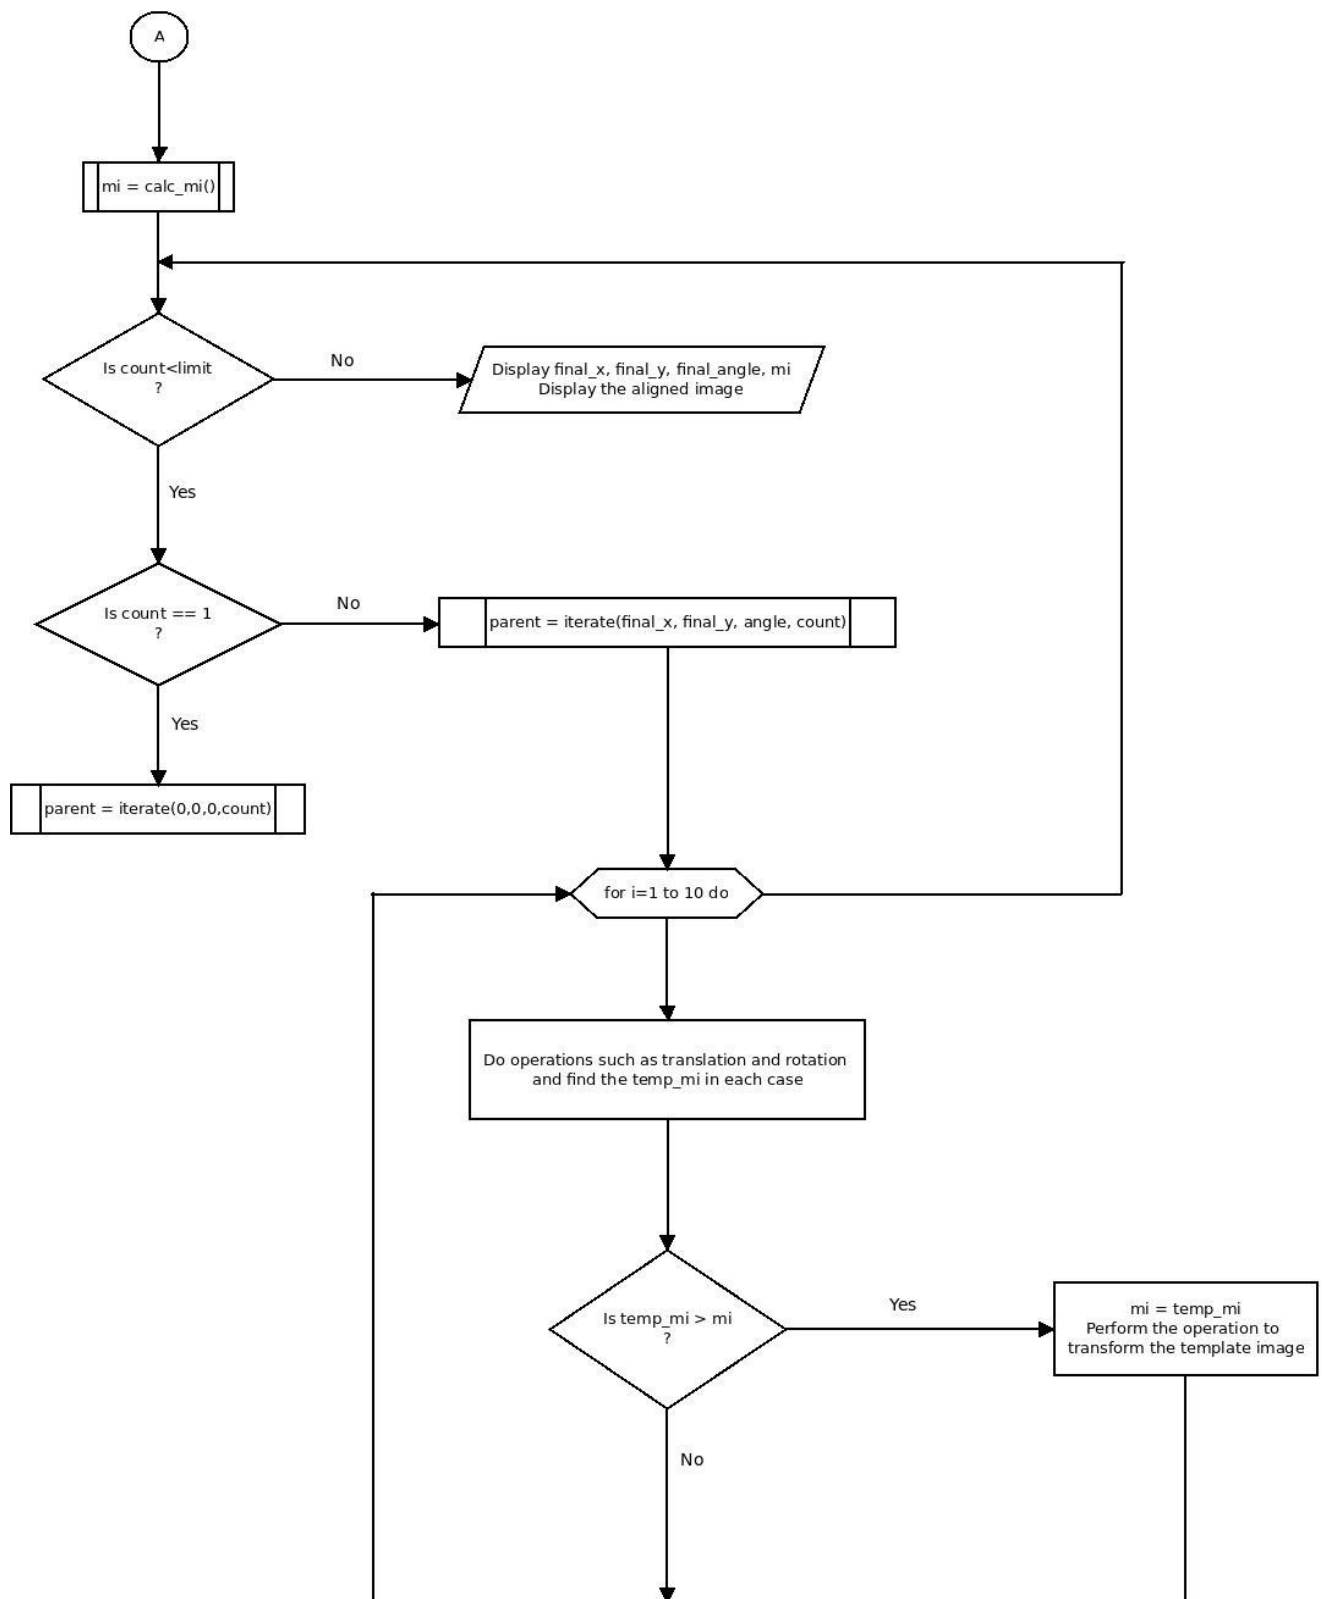 A
mi = calc_mi()
Is count<limit
?
No
Display final_x, final_y, final_angle, mi
Display the aligned image
Yes
Is count == 1
?
No
parent = iterate(final_x, final_y, angle, count)
Yes
parent = iterate(0,0,0,count)
for i=1 to 10 do
Do operations such as translation and rotation
and find the temp_mi in each case
Is temp_mi > mi
?
Yes
mi = temp_mi
Perform the operation to
transform the template image
No